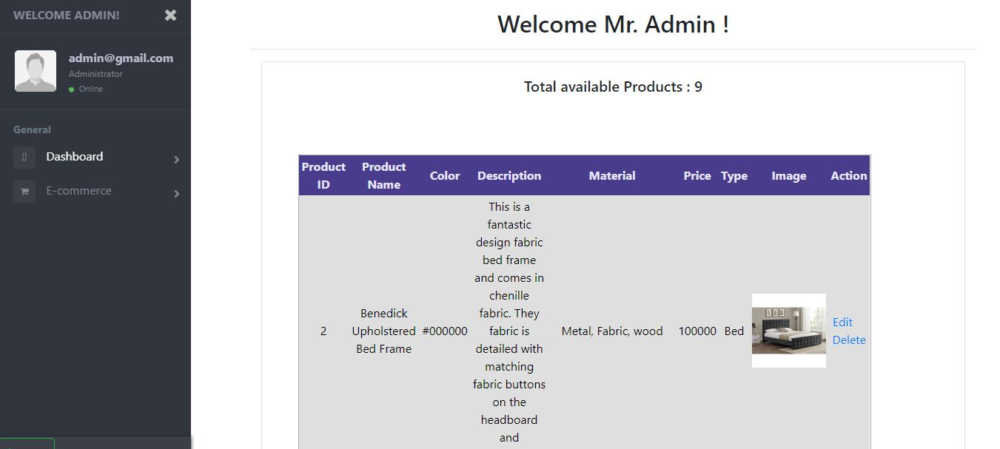 WELCOME ADMIN!
admin@gmail.com
Administrator
Online
General
Dashboard
E-commerce
Welcome Mr. Admin !
Total available Products : 9
Product ID
Product Name
Color
Description
Material
Price
Type
Image
Action
2
Benedick
Upholstered
Bed Frame
#000000
This is a
fantastic
design fabric
bed frame
and comes in
chenille
fabric. They
fabric is
detailed with
matching
fabric buttons
on the
headboard
and
Metal, Fabric, wood
100000
Bed
Edit
Delete